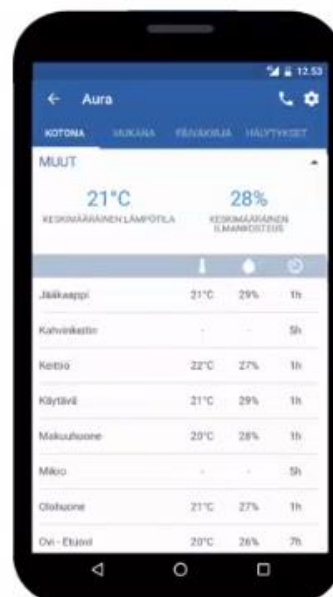 12.53
Aura
KOTONA MUKANA PÄIVÄKIRJA HÄLYTYKSET
MUUT
21°C 28%
KESKIMÄÄRÄINEN LÄMPÖTILA KESKIMÄÄRÄINEN
ILMANKOSTEUS
Jääkaappi 21°C 29% 1h
Kahvinkeitin - - 5h
Keittiö 22°C 27% 1h
Käytävä 21°C 29% 1h
Makuuhuone 20°C 28% 1h
Mikro - - 5h
Olohuone 21°C 27% 1h
Ovi - Etuovi 20°C 26% 7h